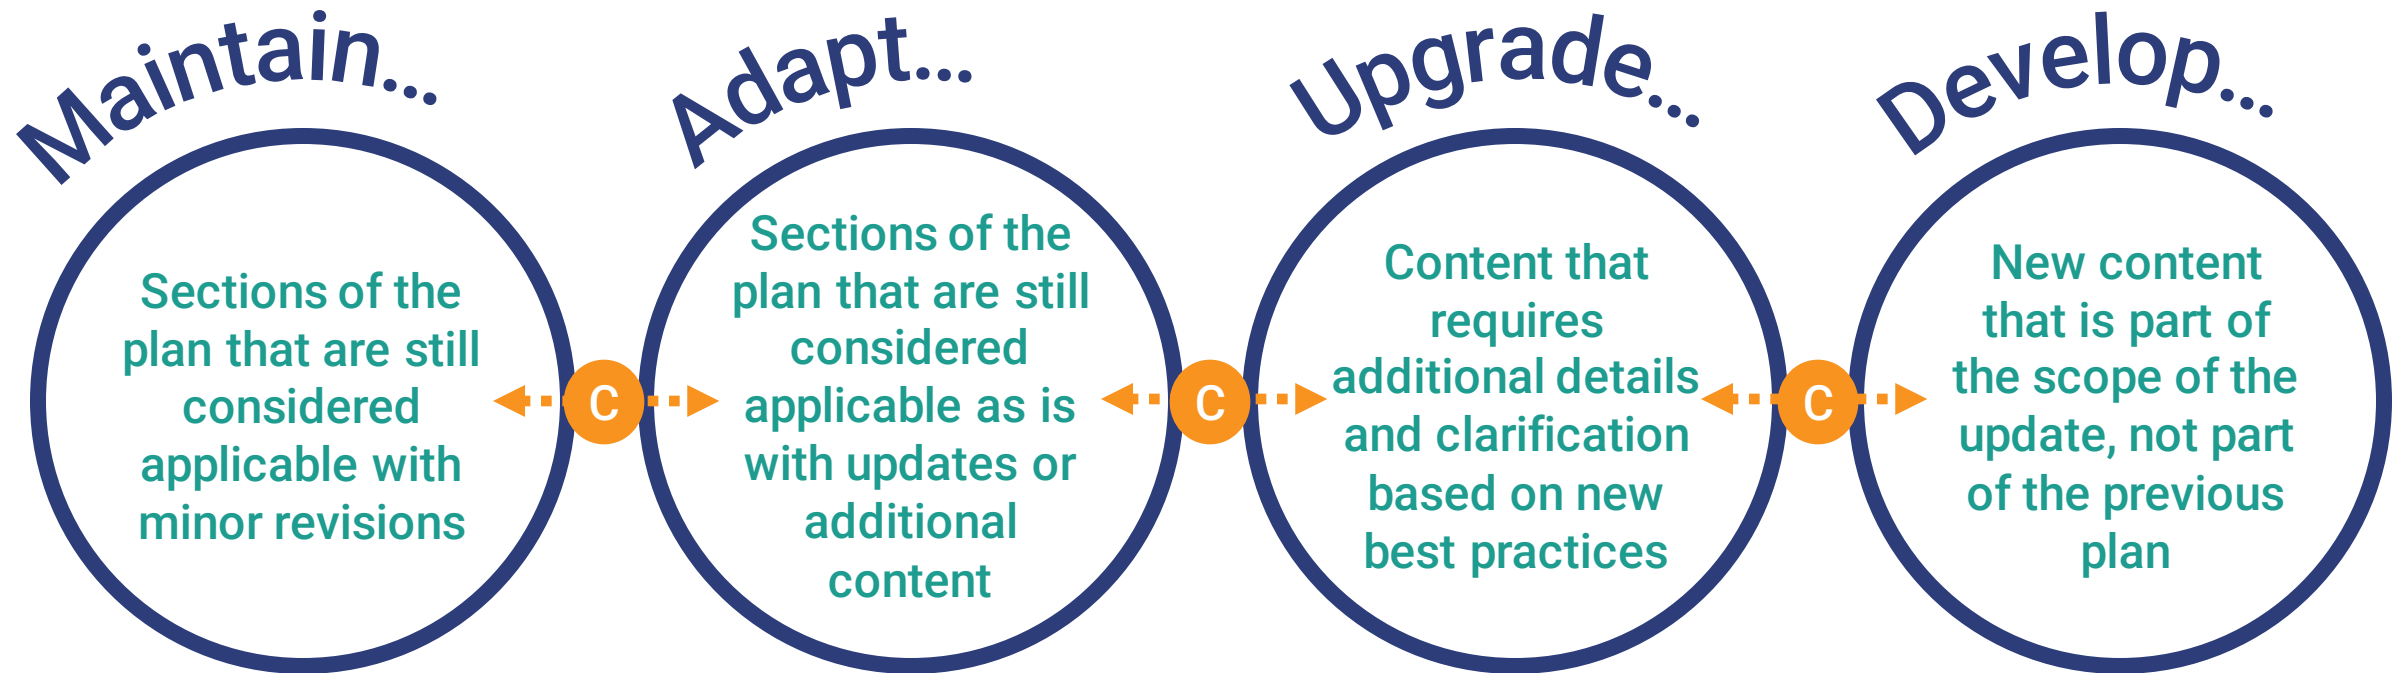 Maintain...
Sections of the
plan that are still
considered
applicable with
minor revisions
C
Adapt...
Sections of the
plan that are still
considered
applicable as is
with updates or
additional
content
C
Upgrade...
Content that
requires
additional details
and clarification
based on new
best practices
C
Develop...
New content
that is part of
the scope of the
update, not part
of the previous
plan